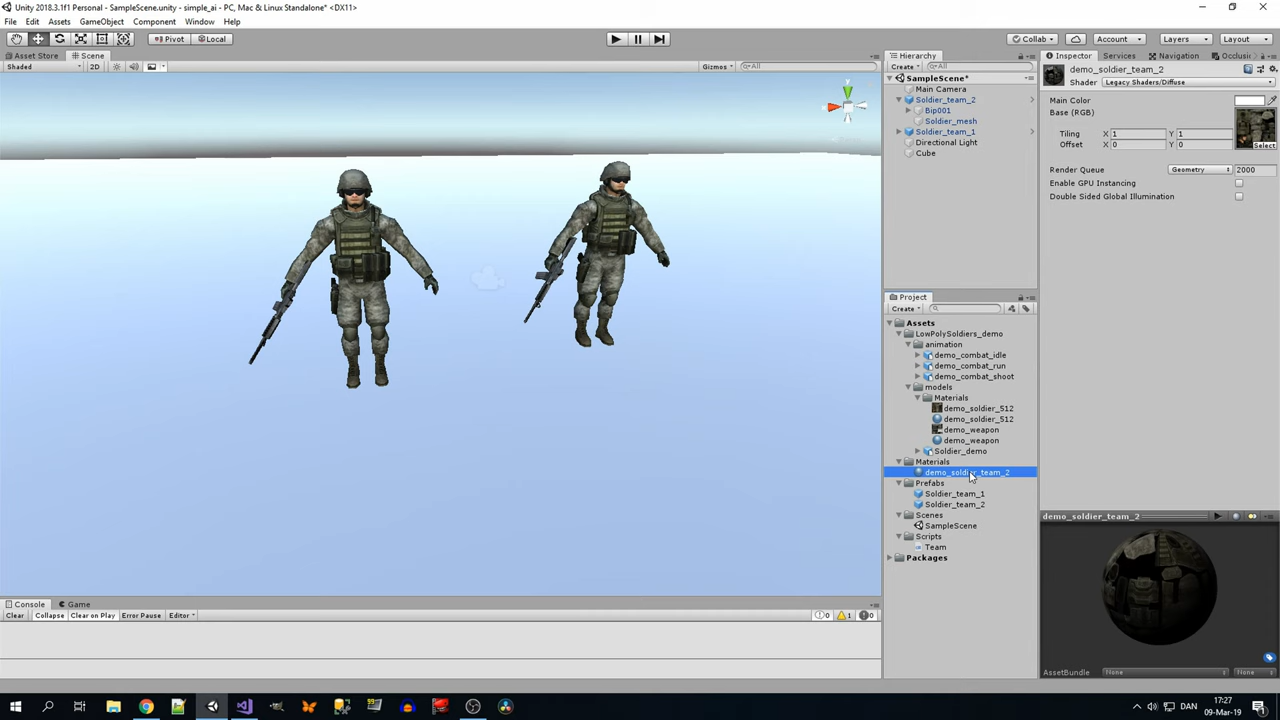 Unity 2018.3.1f1 Personal - SampleScene.unity - simple_ai - PC, Mac & Linux Standalone* <DX11>
File Edit Assets GameObject Component Window Help
Pivot Local Collab Account Layers Layout
Asset Store Scene
Shaded 2D Gizmos All
Hierarchy
Create All
SampleScene*
Main Camera
Soldier_team_2
Bip001
Soldier_mesh
Soldier_team_1
Directional Light
Cube
Project
Create
Assets
LowPolySoldiers_demo
animation
demo_combat_idle
demo_combat_run
demo_combat_shoot
models
Materials
demo_soldier_512
demo_soldier_512
demo_weapon
demo_weapon
Soldier_demo
Materials
demo_soldier_team_2
Prefabs
Soldier_team_1
Soldier_team_2
Scenes
SampleScene
Scripts
Team
Packages
Inspector Services Navigation Occlusi
demo_soldier_team_2
Shader Legacy Shaders/Diffuse
Main Color
Base (RGB)
Tiling X 1 Y 1
Offset X 0 Y 0
Select
Render Queue Geometry 2000
Enable GPU Instancing
Double Sided Global Illumination
demo_soldier_team_2
AssetBundle None None
Console Game
Clear Collapse Clear on Play Error Pause Editor 0 1 0
y
DAN
17:27
09-Mar-19
1